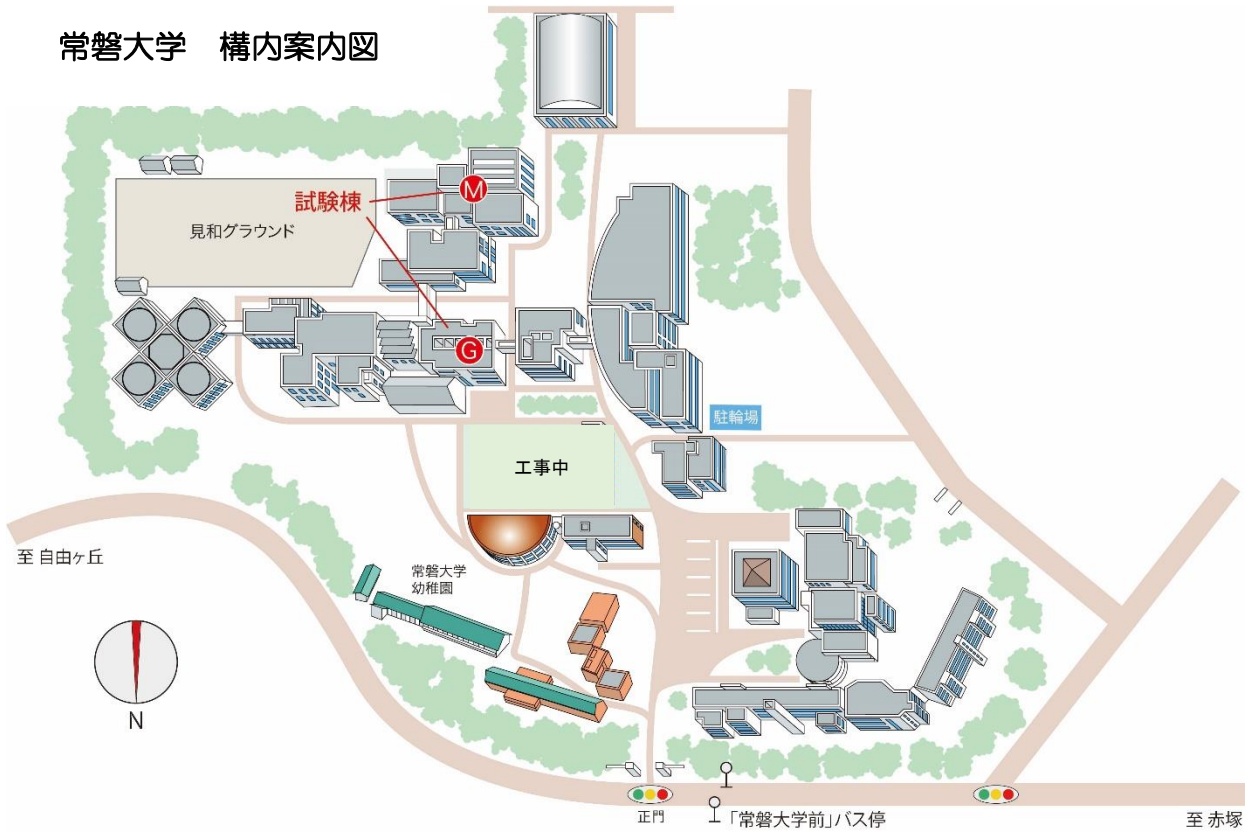 常磐大学　構内案内図
M
試験棟
見和グラウンド
G
駐輪場
工事中
至 自由ヶ丘
常磐大学
幼稚園
N
正門
「常磐大学前」バス停
至 赤塚